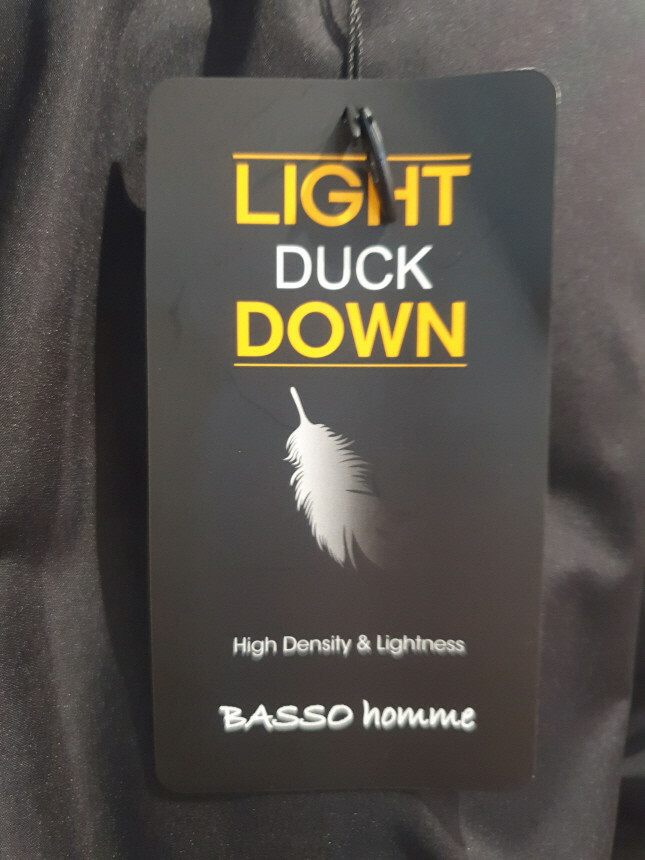 LIGHT
DUCK
DOWN
High Density & Lightness
BASSO homme